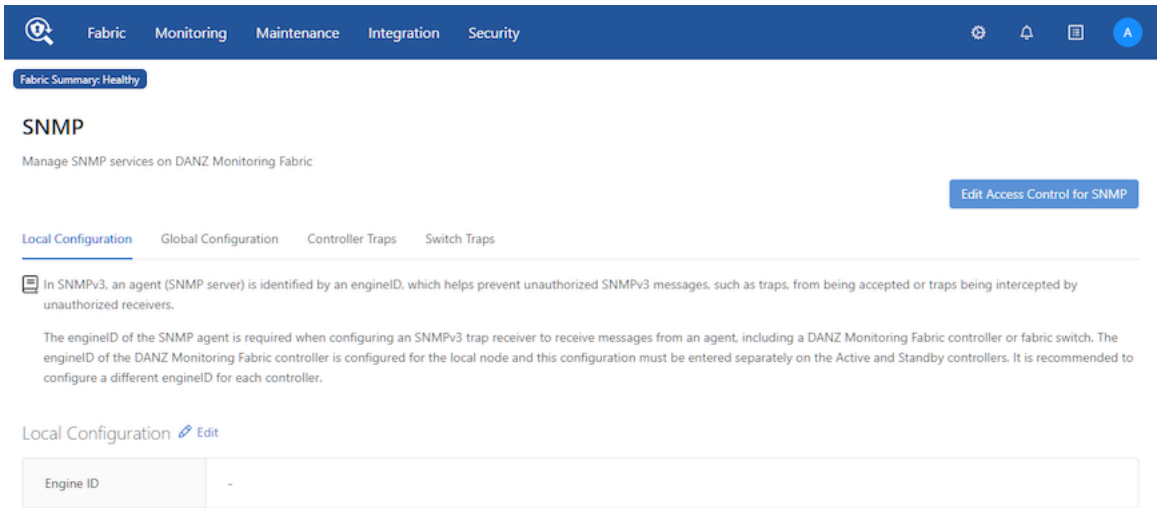 Fabric Monitoring Maintenance Integration Security A
Fabric Summary: Healthy
SNMP
Manage SNMP services on DANZ Monitoring Fabric
Edit Access Control for SNMP
Local Configuration Global Configuration Controller Traps Switch Traps
In SNMPv3, an agent (SNMP server) is identified by an engineID, which helps prevent unauthorized SNMPv3 messages, such as traps, from being accepted or traps being intercepted by
unauthorized receivers.
The engineID of the SNMP agent is required when configuring an SNMPv3 trap receiver to receive messages from an agent, including a DANZ Monitoring Fabric controller or fabric switch. The
engineID of the DANZ Monitoring Fabric controller is configured for the local node and this configuration must be entered separately on the Active and Standby controllers. It is recommended to
configure a different engineID for each controller.
Local Configuration Edit
Engine ID -